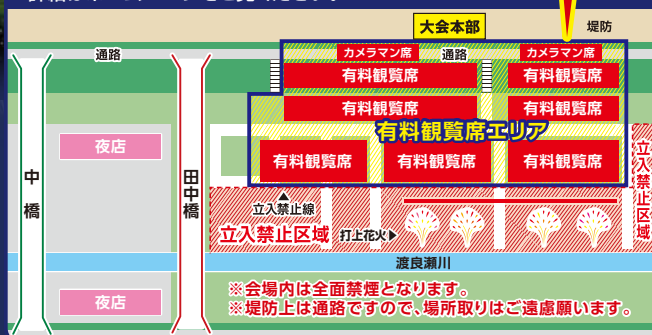 大会本部
堤防
カメラマン席
カメラマン席
通路
通路
有料観覧席
有料観覧席
有料観覧席
有料観覧席
有料観覧席エリア
夜店
有料観覧席
有料観覧席
有料観覧席
立入禁止区域
中橋
田中橋
立入禁止線
立入禁止区域
打上花火▶
渡良瀬川
※会場内は全面禁煙となります。
夜店
※堤防上は通路ですので、場所取りはご遠慮願います。